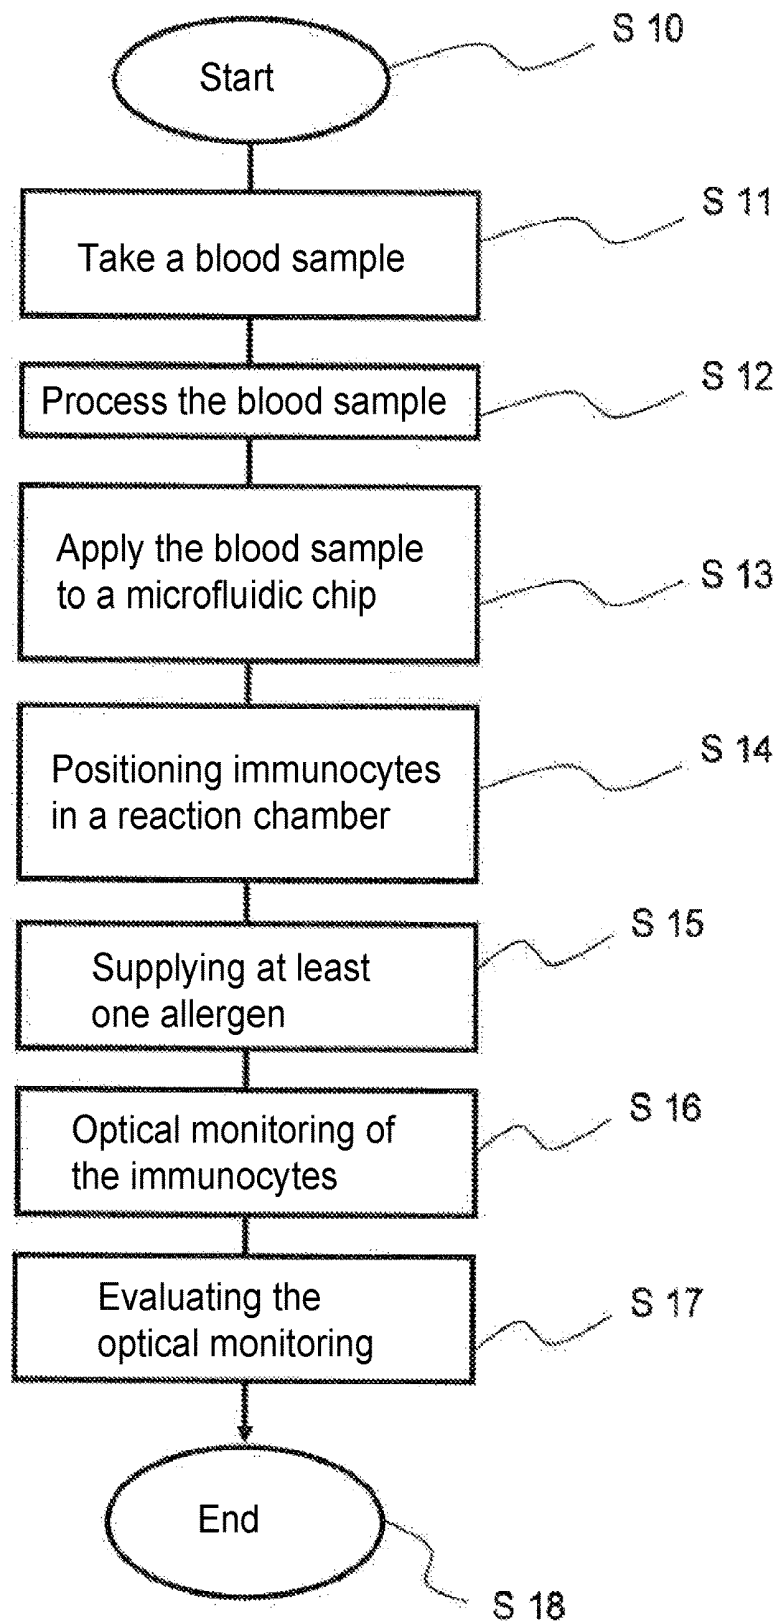 S 10
Start
S 11
Take a blood sample
S 12
Process the blood sample
Apply the blood sample
to a microfluidic chip
S 13
S 14
Positioning immunocytes
in a reaction chamber
S 15
Supplying at least
one allergen
S 16
Optical monitoring of
the immunocytes
S 17
Evaluating the
optical monitoring
End
S 18